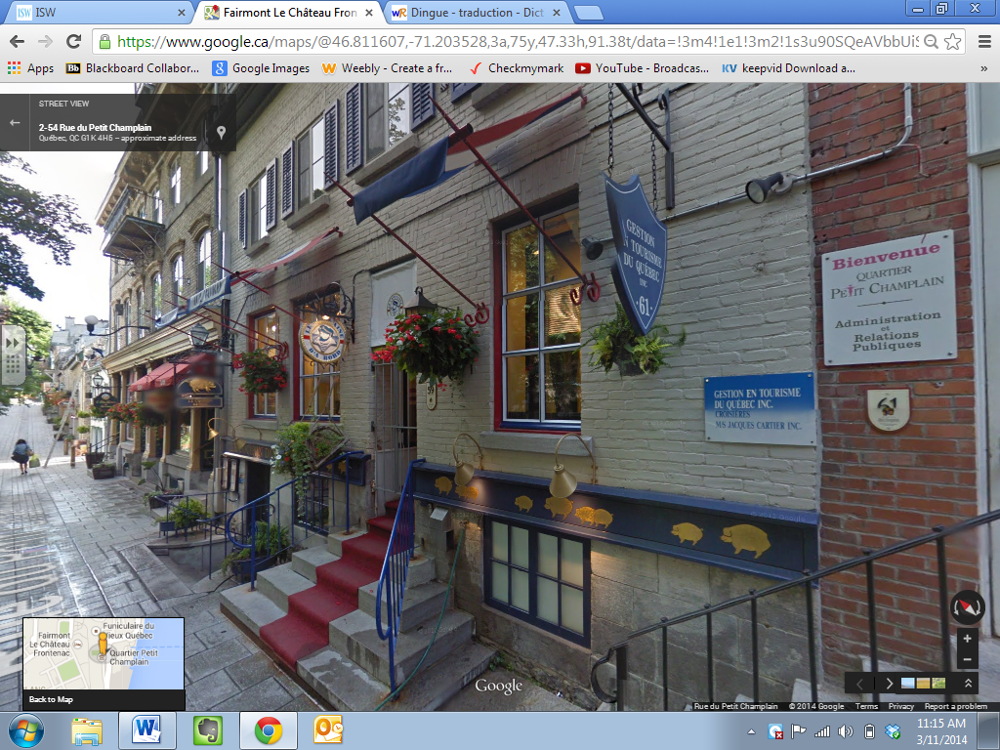 ISW
Fairmont Le Château Fron
Dingue - traduction - Dict
https://www.google.ca/maps/@46.811607,-71.203528,3a,75y,47.33h,91.38t/data=!3m4!1e1!3m2!1s3u90SQeAVbbUiS
Apps
Blackboard Collabor...
Google Images
Weebly - Create a fr...
Checkmymark
YouTube - Broadcas...
keepvid Download a...
STREET VIEW
2-54 Rue du Petit Champlain
Québec, QC G1K 4H5 – approximate address
GESTION
EN TOURISME
DU QUÉBEC
INC
·61·
Bienvenue
QUARTIER
PETIT CHAMPLAIN
Administration
et
Relations
Publiques
GESTION EN TOURISME
DU QUÉBEC INC.
CROISIÈRES
M/S JACQUES CARTIER INC.
61
59
Funiculaire du
Vieux Québec
Fairmont
Le Château
Frontenac
Quartier Petit
Champlain
Back to Map
Google
Rue du Petit Champlain
© 2014 Google
Terms
Privacy
Report a problem
11:15 AM
3/11/2014